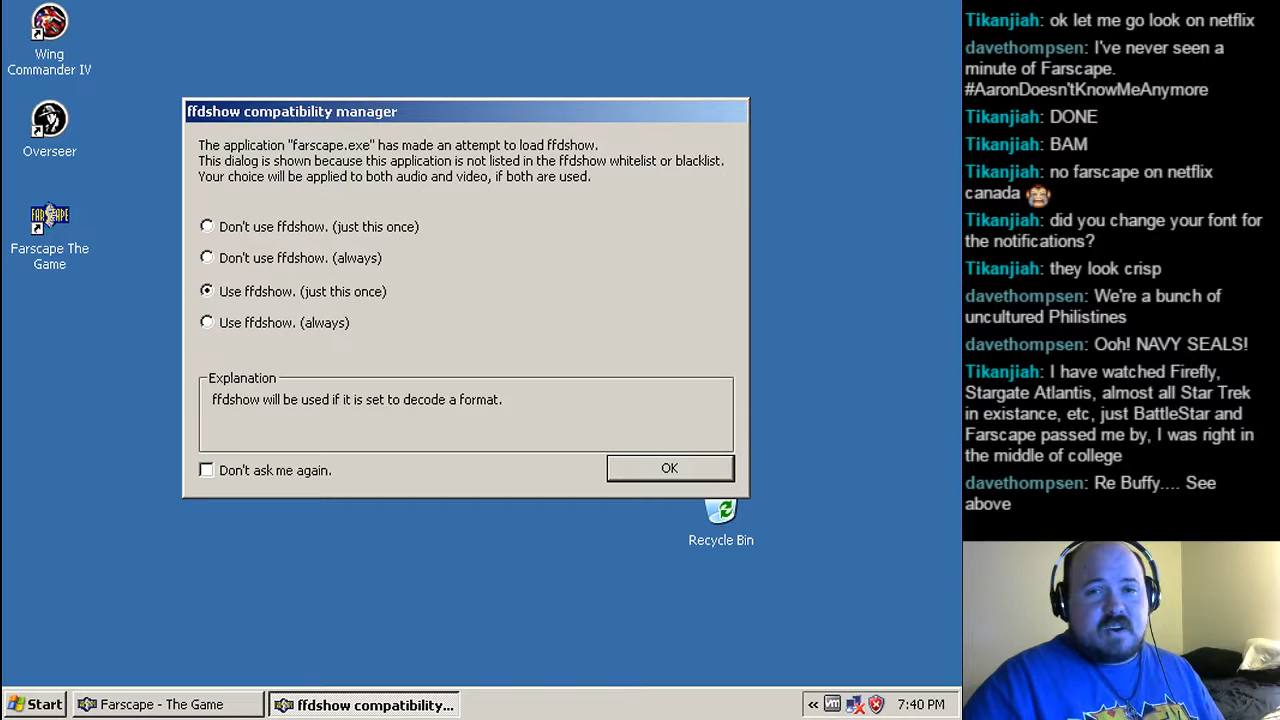 Wing
Commander IV
Overseer
FARSCAPE
Farscape The
Game
ffdshow compatibility manager
The application "farscape.exe" has made an attempt to load ffdshow.
This dialog is shown because this application is not listed in the ffdshow whitelist or blacklist.
Your choice will be applied to both audio and video, if both are used.
Don't use ffdshow. (just this once)
Don't use ffdshow. (always)
Use ffdshow. (just this once)
Use ffdshow. (always)
Explanation
ffdshow will be used if it is set to decode a format.
Don't ask me again.
OK
Recycle Bin
Start
Farscape - The Game
ffdshow compatibility...
«
vm
7:40 PM
Tikanjiah: ok let me go look on netflix
davethompsen: I've never seen a
minute of Farscape.
#AaronDoesn'tKnowMeAnymore
Tikanjiah: DONE
Tikanjiah: BAM
Tikanjiah: no farscape on netflix
canada
Tikanjiah: did you change your font for
the notifications?
Tikanjiah: they look crisp
davethompsen: We're a bunch of
uncultured Philistines
davethompsen: Ooh! NAVY SEALS!
Tikanjiah: I have watched Firefly,
Stargate Atlantis, almost all Star Trek
in existance, etc, just BattleStar and
Farscape passed me by, I was right in
the middle of college
davethompsen: Re Buffy.... See
above